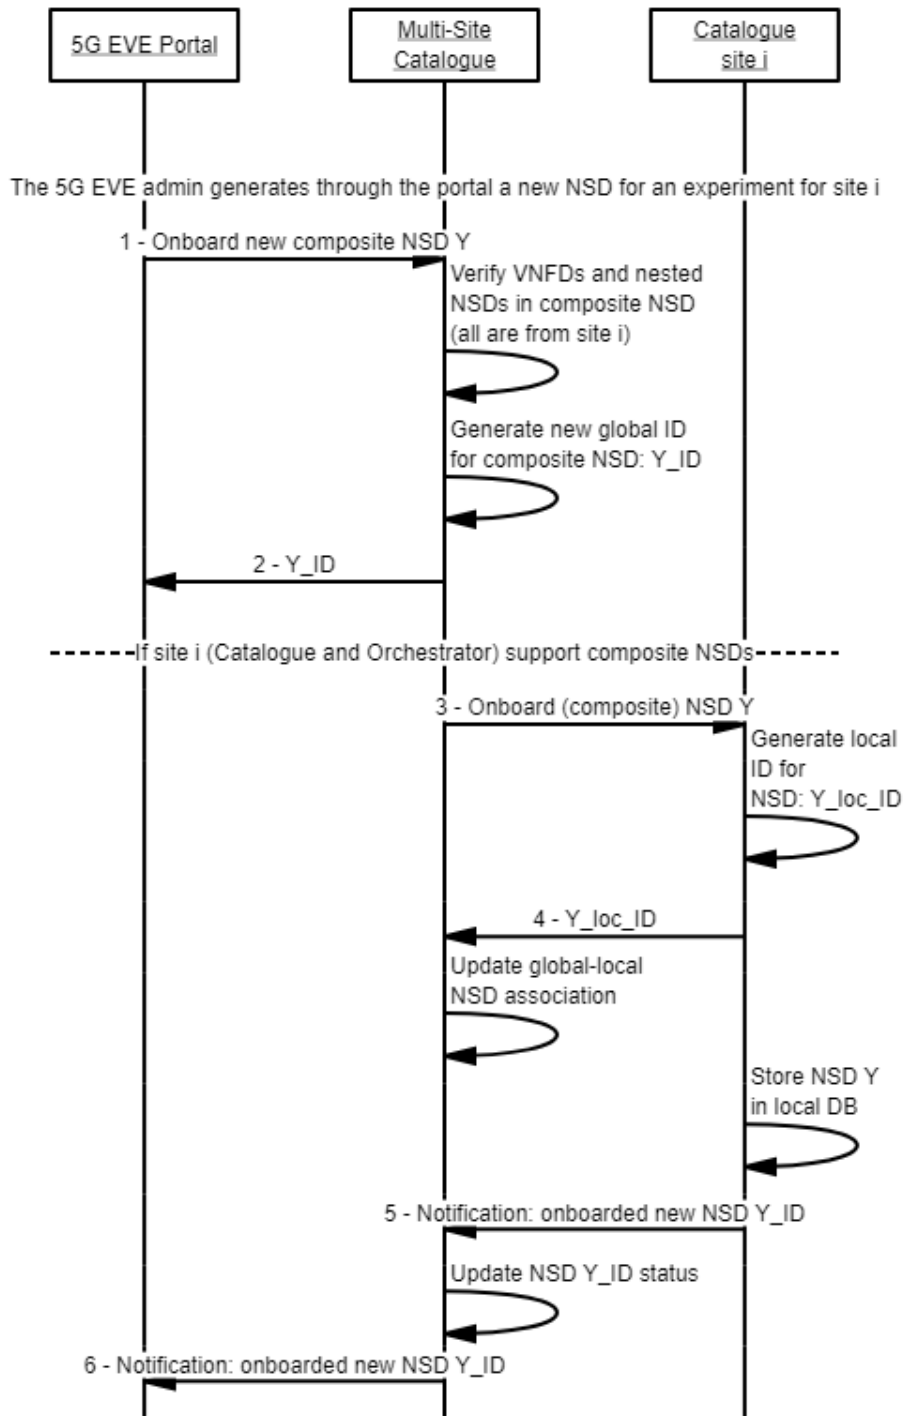 5G EVE Portal
Multi-Site
Catalogue
Catalogue
site i
The 5G EVE admin generates through the portal a new NSD for an experiment for site i
1 - Onboard new composite NSD Y
Verify VNFDs and nested
NSDs in composite NSD
(all are from site i)
Generate new global ID
for composite NSD: Y_ID
2 - Y_ID
If site i (Catalogue and Orchestrator) support composite NSDs
3 - Onboard (composite) NSD Y
Generate local
ID for
NSD: Y_loc_ID
4 - Y_loc_ID
Update global-local
NSD association
Store NSD Y
in local DB
5 - Notification: onboarded new NSD Y_ID
Update NSD Y_ID status
6 - Notification: onboarded new NSD Y_ID